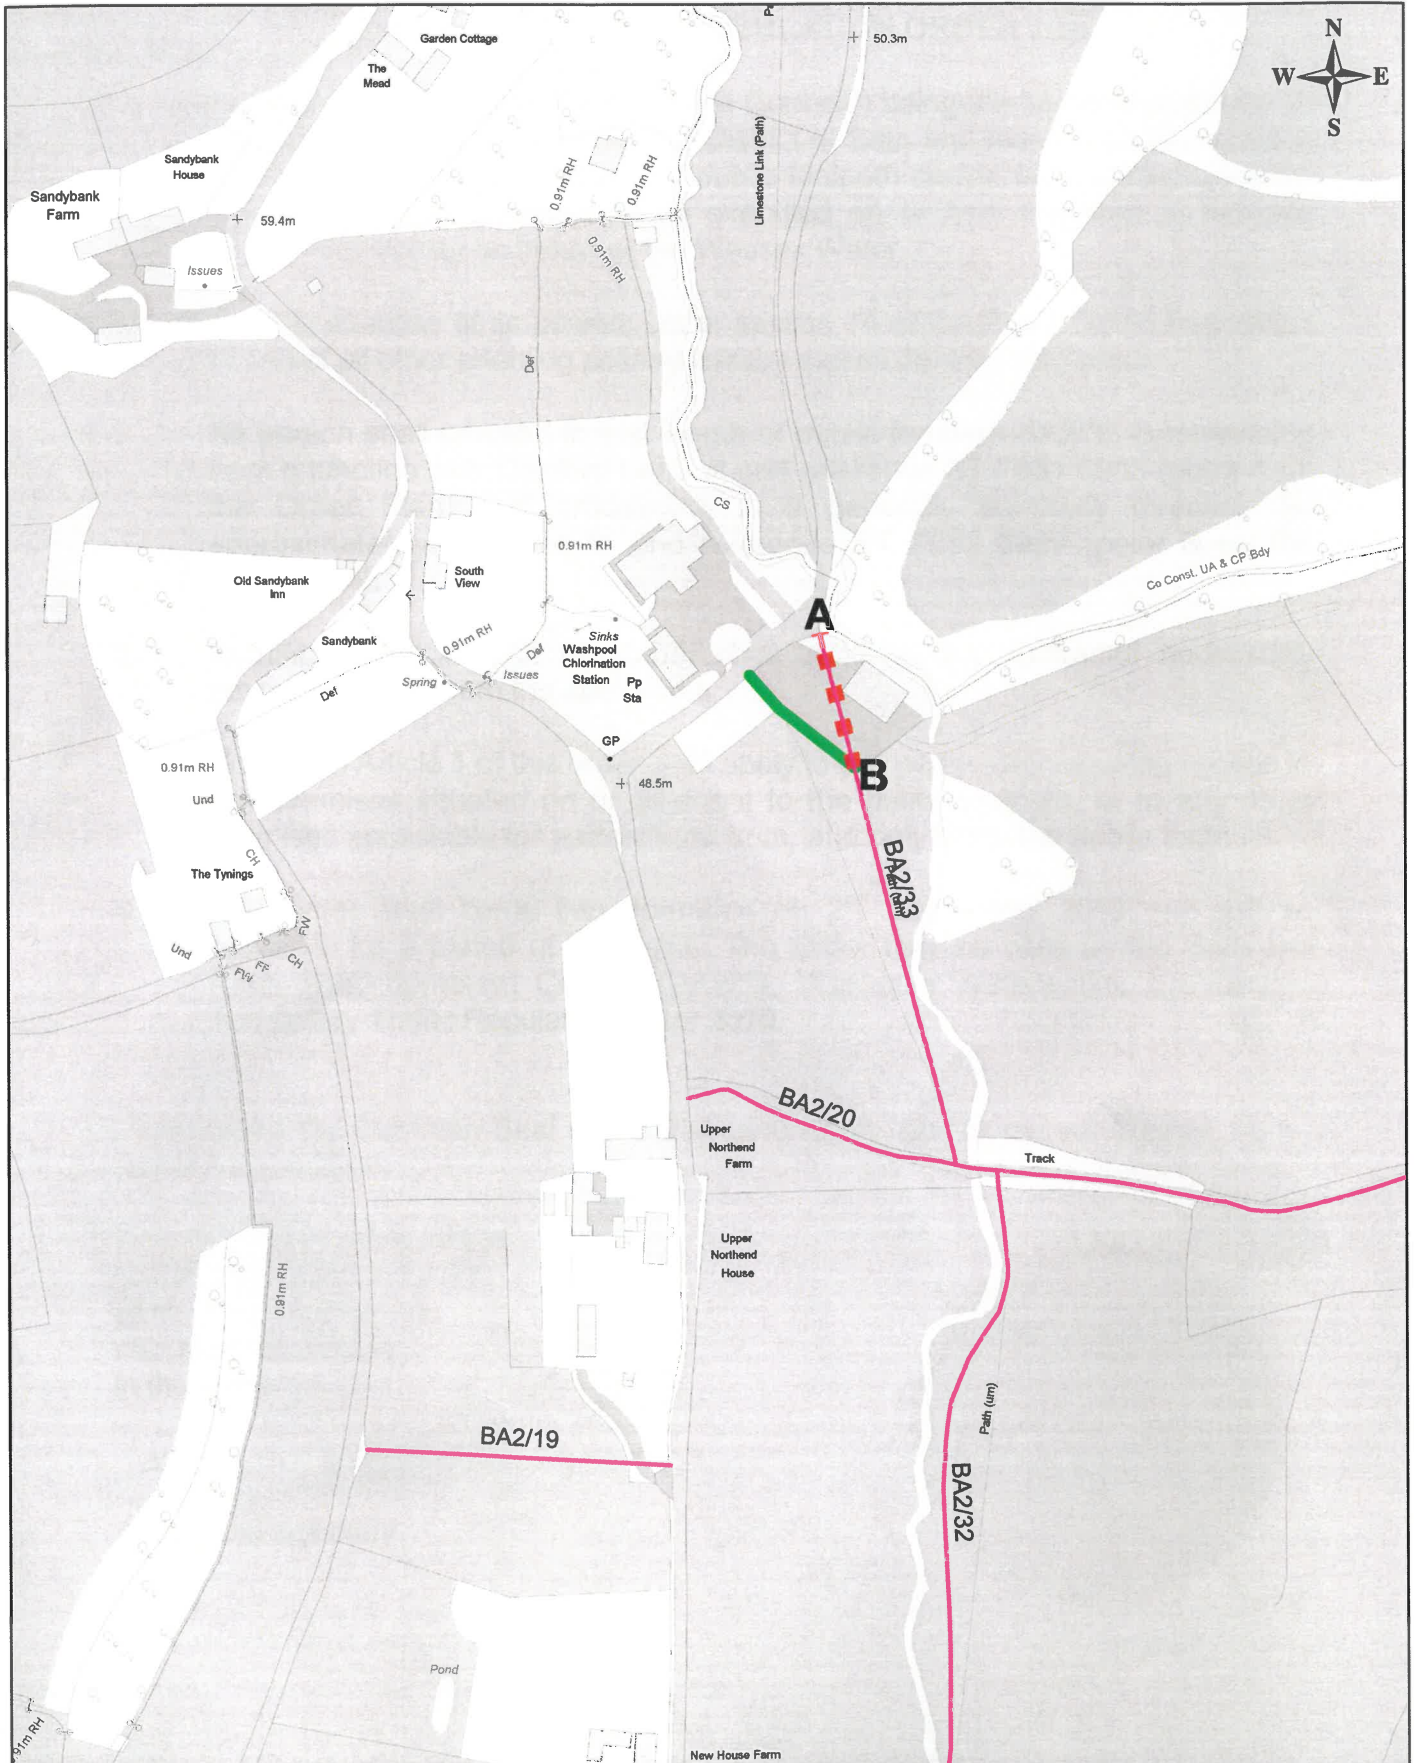 Garden Cottage
50.3m
N
W E
S
The
Mead
Limestone Link (Path)
Sandybank
House
0.91m RH
0.91m RH
Sandybank
Farm
59.4m
0.91m RH
Issues
Def
CS
0.91m RH
Old Sandybank
Inn
South
View
Co Const. UA & CP Bdy
A
Sandybank
0.91m RH
Sinks
Washpool
Chlorination
Station
Pp
Sta
Def
Issues
Spring
Def
GP
48.5m
B
0.91m RH
Und
BA2/33
CH
The Tynings
FW
Und
FW
FF
CH
BA2/20
Upper
Northend
Farm
Track
Upper
Northend
House
0.91m RH
Path (um)
BA2/19
BA2/32
Pond
New House Farm